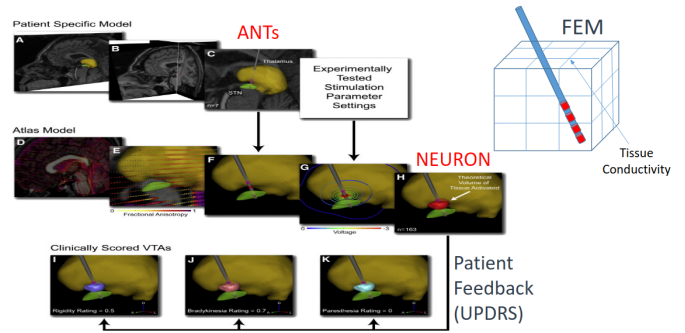 Patient Specific Model
ANTs
FEM
A
B
C
Thalamus
STN
n=7
Experimentally
Tested
Stimulation
Parameter
Settings
Tissue
Conductivity
Atlas Model
NEURON
D
E
0
Fractional Anisotropy
1
F
G
0
Voltage
-3
H
Theoretical
Volume of
Tissue Activated
n=163
Clinically Scored VTAs
I
Rigidity Rating = 0.5
J
Bradykinesia Rating = 0.7
K
Paresthesia Rating = 0
Patient
Feedback
(UPDRS)